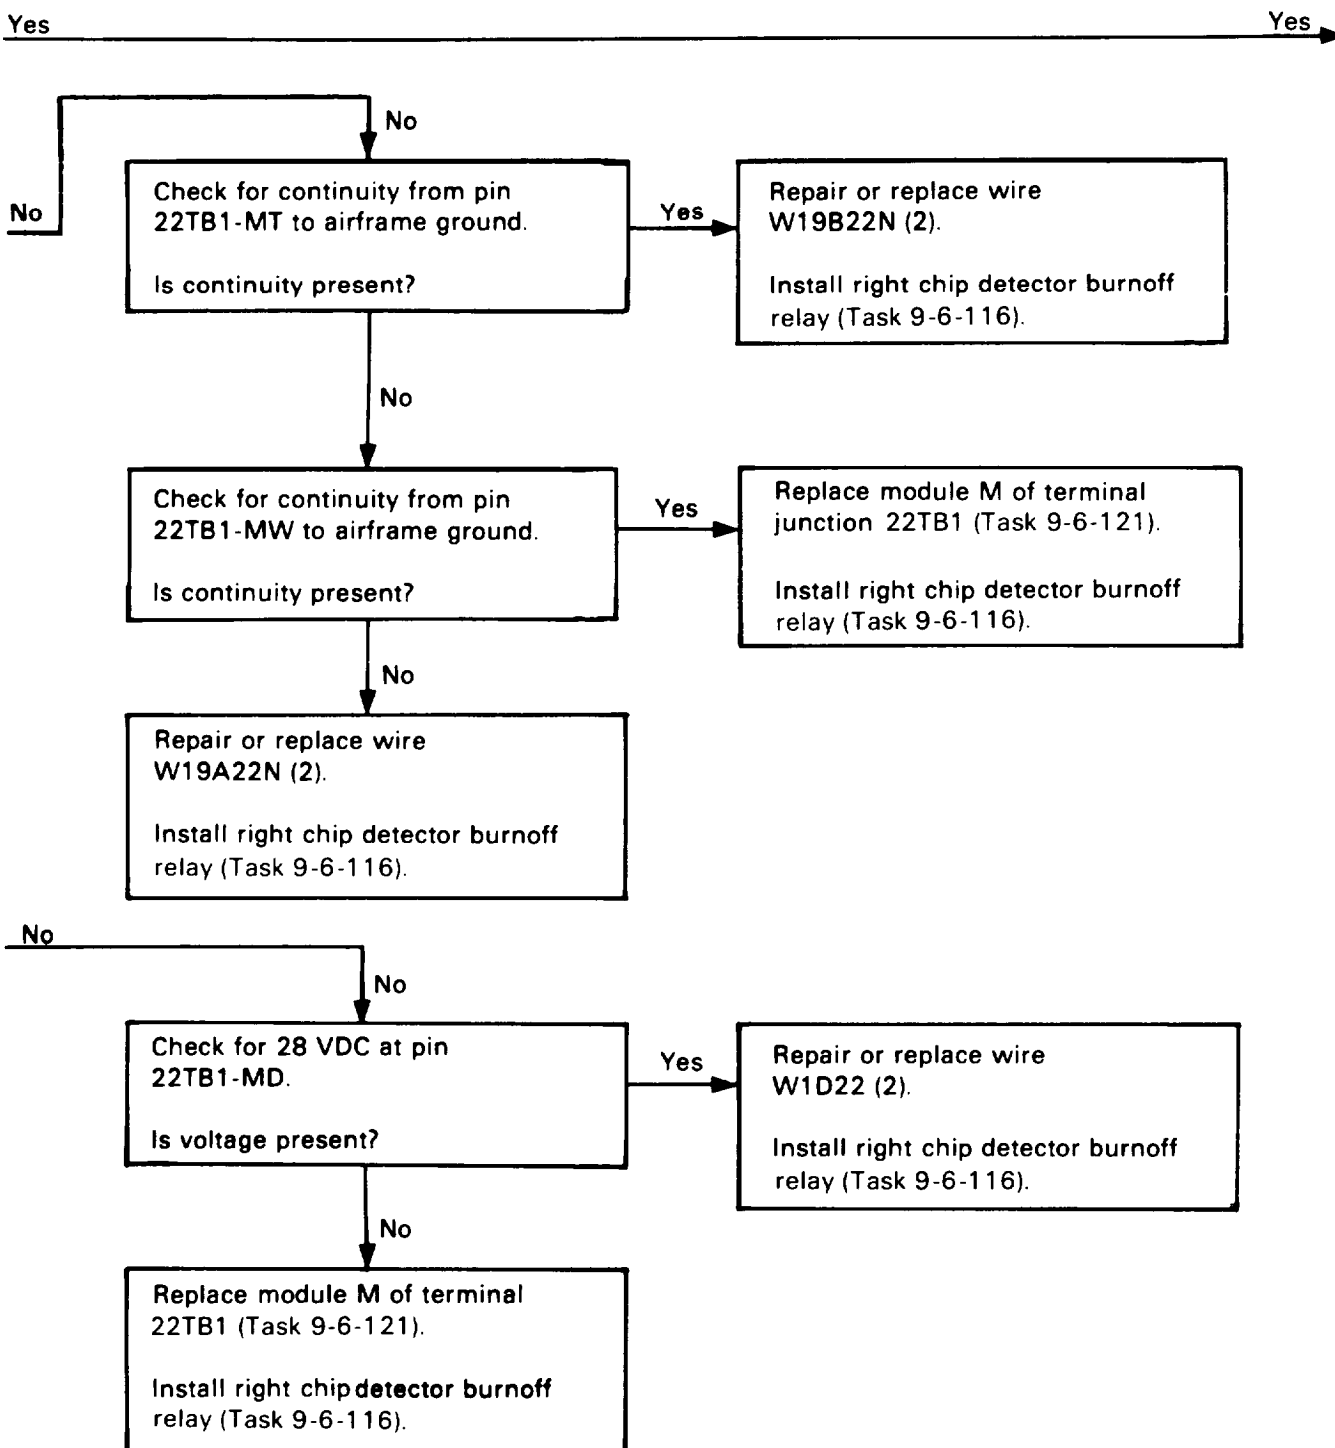 Yes
Yes
No
No
Check for continuity from pin
22TB1-MT to airframe ground.
Is continuity present?
Yes
Repair or replace wire
W19B22N (2).
Install right chip detector burnoff
relay (Task 9-6-116).
No
Check for continuity from pin
22TB1-MW to airframe ground.
Is continuity present?
Yes
Replace module M of terminal
junction 22TB1 (Task 9-6-121).
Install right chip detector burnoff
relay (Task 9-6-116).
No
Repair or replace wire
W19A22N (2).
Install right chip detector burnoff
relay (Task 9-6-116).
No
No
Check for 28 VDC at pin
22TB1-MD.
Is voltage present?
Yes
Repair or replace wire
W1D22 (2).
Install right chip detector burnoff
relay (Task 9-6-116).
No
Replace module M of terminal
22TB1 (Task 9-6-121).
Install right chip detector burnoff
relay (Task 9-6-116).